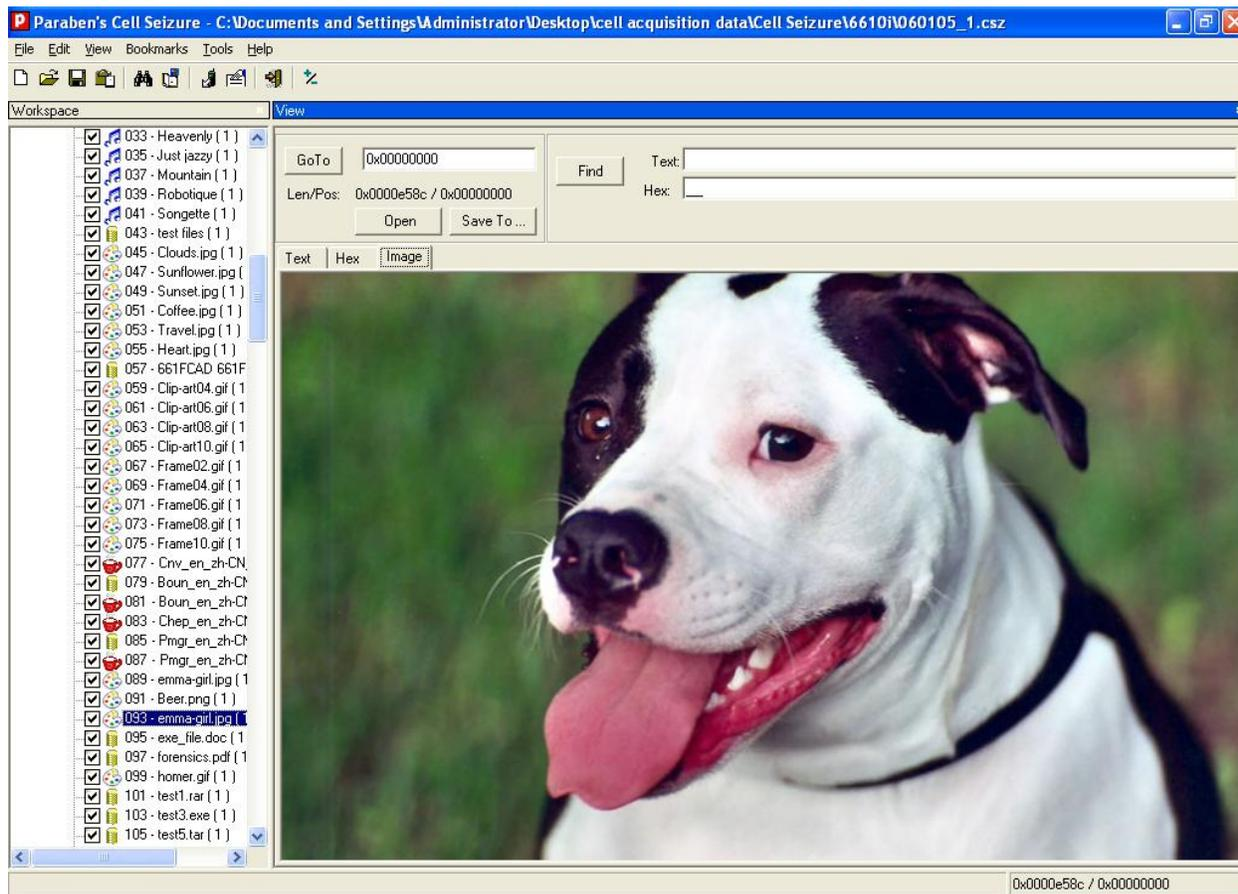 Paraben's Cell Seizure - C:\Documents and Settings\Administrator\Desktop\cell acquisition data\Cell Seizure\6610i\060105_1.csz
File Edit View Bookmarks Tools Help
Workspace
View
033 - Heavenly ( 1 )
035 - Just jazzy ( 1 )
037 - Mountain ( 1 )
039 - Robotique ( 1 )
041 - Songette ( 1 )
043 - test files ( 1 )
045 - Clouds.jpg ( 1 )
047 - Sunflower.jpg (
049 - Sunset.jpg ( 1 )
051 - Coffee.jpg ( 1 )
053 - Travel.jpg ( 1 )
055 - Heart.jpg ( 1 )
057 - 661FCAD 661F
059 - Clip-art04.gif ( 1
061 - Clip-art06.gif ( 1
063 - Clip-art08.gif ( 1
065 - Clip-art10.gif ( 1
067 - Frame02.gif ( 1
069 - Frame04.gif ( 1
071 - Frame06.gif ( 1
073 - Frame08.gif ( 1
075 - Frame10.gif ( 1
077 - Cnv_en_zh-CN_
079 - Boun_en_zh-CN
081 - Boun_en_zh-CN
083 - Chep_en_zh-CN
085 - Pmgr_en_zh-CN
087 - Pmgr_en_zh-CN
089 - emma-girl.jpg ( 1
091 - Beer.png ( 1 )
093 - emma-girl.jpg ( 1
095 - exe_file.doc ( 1
097 - forensics.pdf ( 1
099 - homer.gif ( 1 )
101 - test1.rar ( 1 )
103 - test3.exe ( 1 )
105 - test5.tar ( 1 )
GoTo 0x00000000
Len/Pos: 0x0000e58c / 0x00000000
Open Save To ...
Find Text:
Hex: __
Text Hex Image
0x0000e58c / 0x00000000